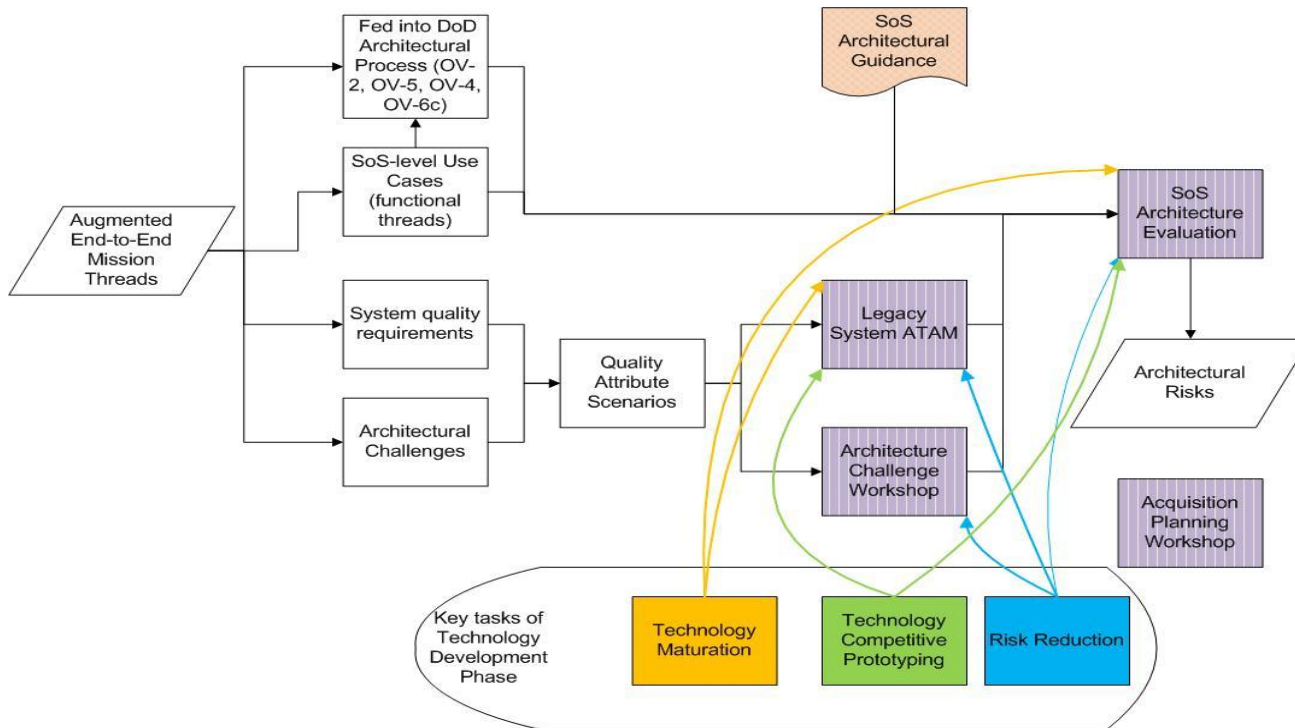 Fed into DoD
Architectural
Process (OV-
2, OV-5, OV-4,
OV-6c)
SoS
Architectural
Guidance
SoS-level Use
Cases
(functional
threads)
SoS
Architecture
Evaluation
Augmented
End-to-End
Mission
Threads
System quality
requirements
Legacy
System ATAM
Quality
Attribute
Scenarios
Architectural
Risks
Architectural
Challenges
Architecture
Challenge
Workshop
Acquisition
Planning
Workshop
Key tasks of
Technology
Development
Phase
Technology
Maturation
Technology
Competitive
Prototyping
Risk Reduction